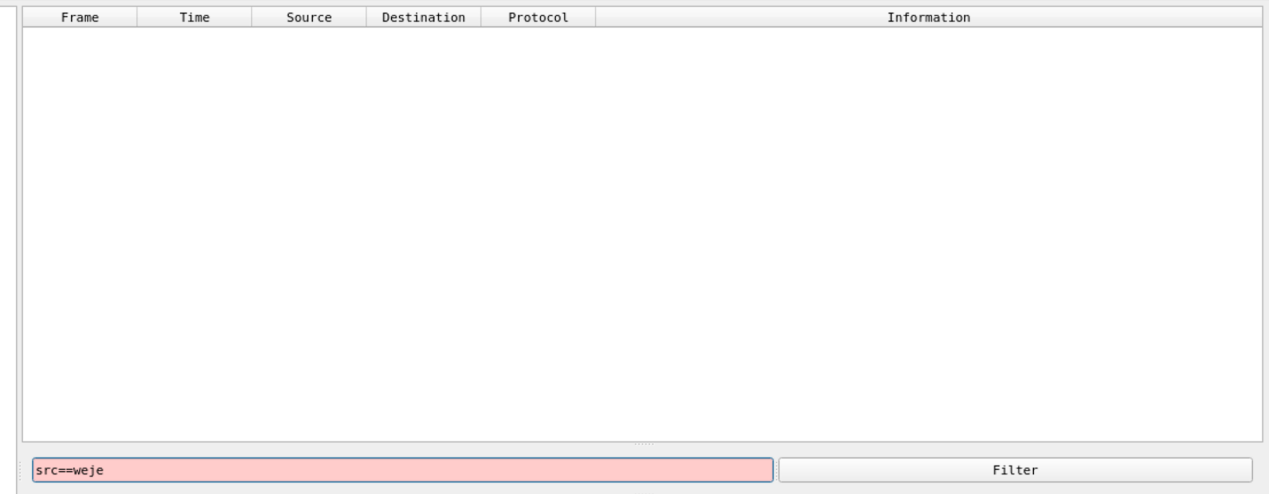 Frame Time Source Destination Protocol Information
src==weje Filter